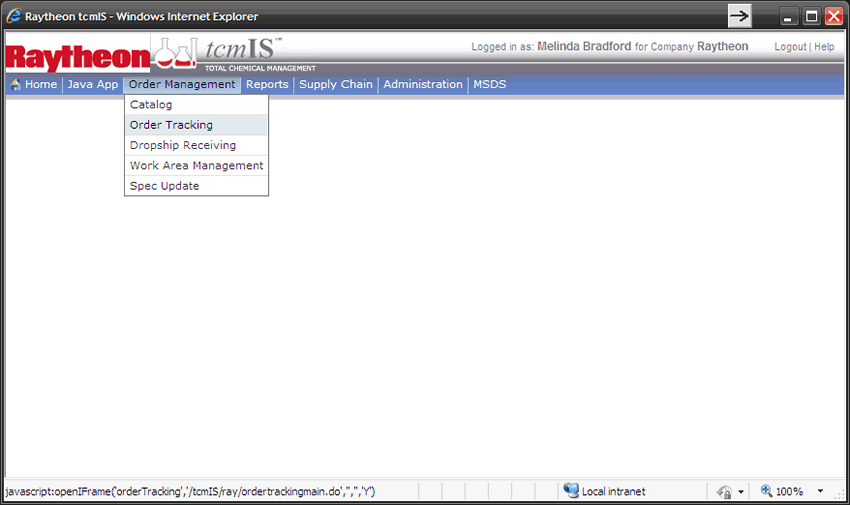 Raytheon tcmIS - Windows Internet Explorer
Raytheon tcmIS™ Logged in as: Melinda Bradford for Company Raytheon Logout | Help
TOTAL CHEMICAL MANAGEMENT
Home Java App Order Management Reports Supply Chain Administration MSDS
Catalog
Order Tracking
Dropship Receiving
Work Area Management
Spec Update
javascript:openIFrame('orderTracking','/tcmIS/ray/ordertrackingmain.do','','','Y') Local intranet 100%